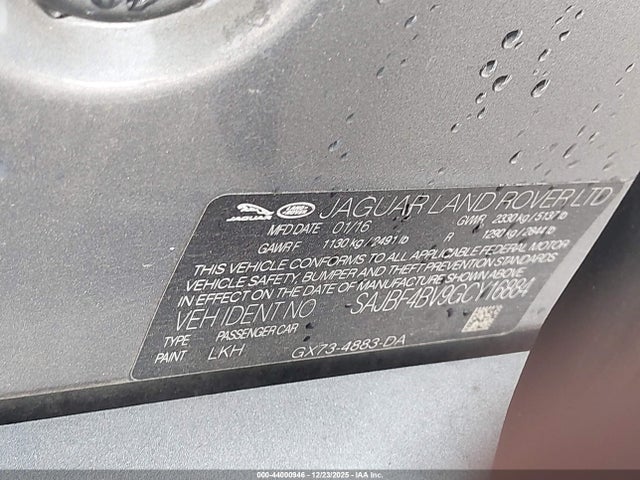 JAGUAR LAND ROVER JAGUAR LAND ROVER LTD
MFD DATE 01/16 GVWR 2330 kg / 5137 lb
GAWR F 1130 kg / 2491 lb R 1290 kg / 2844 lb
THIS VEHICLE CONFORMS TO ALL APPLICABLE FEDERAL MOTOR
VEHICLE SAFETY, BUMPER AND THEFT PREVENTION STANDARDS
IN EFFECT ON THE DATE OF MANUFACTURE SHOWN ABOVE
VEH IDENT NO SAJBF4BV9GCY16884
TYPE PASSENGER CAR
PAINT LKH GX73-4883-DA
000-44000946 - 12/23/2025 - IAA Inc.